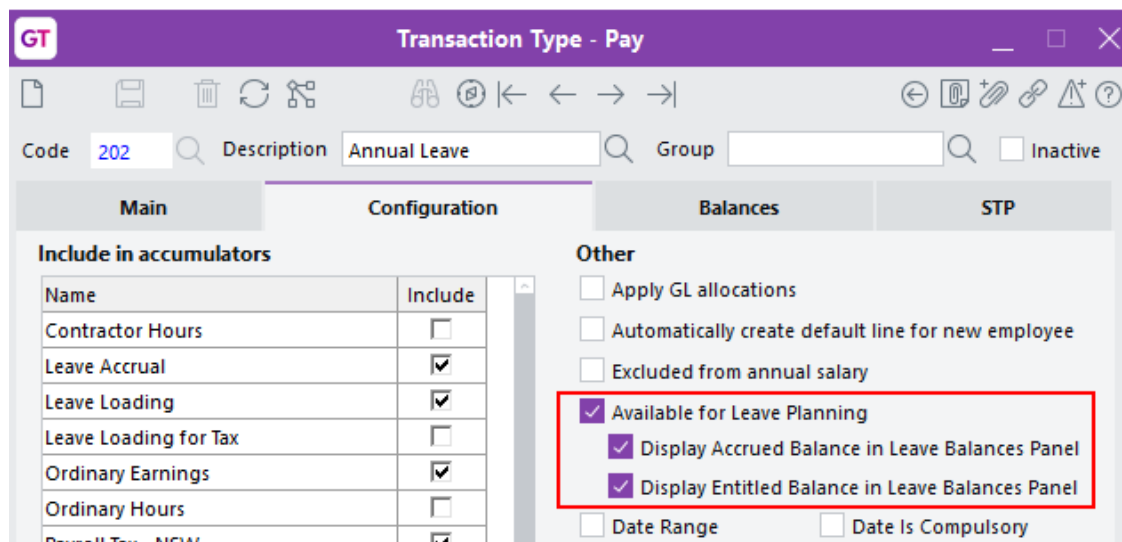 GT Transaction Type - Pay
Code 202 Description Annual Leave Group Inactive
Main Configuration Balances STP
Include in accumulators
Name Include
Contractor Hours
Leave Accrual
Leave Loading
Leave Loading for Tax
Ordinary Earnings
Ordinary Hours
Payroll Tax - NSW
Other
Apply GL allocations
Automatically create default line for new employee
Excluded from annual salary
Available for Leave Planning
Display Accrued Balance in Leave Balances Panel
Display Entitled Balance in Leave Balances Panel
Date Range Date Is Compulsory